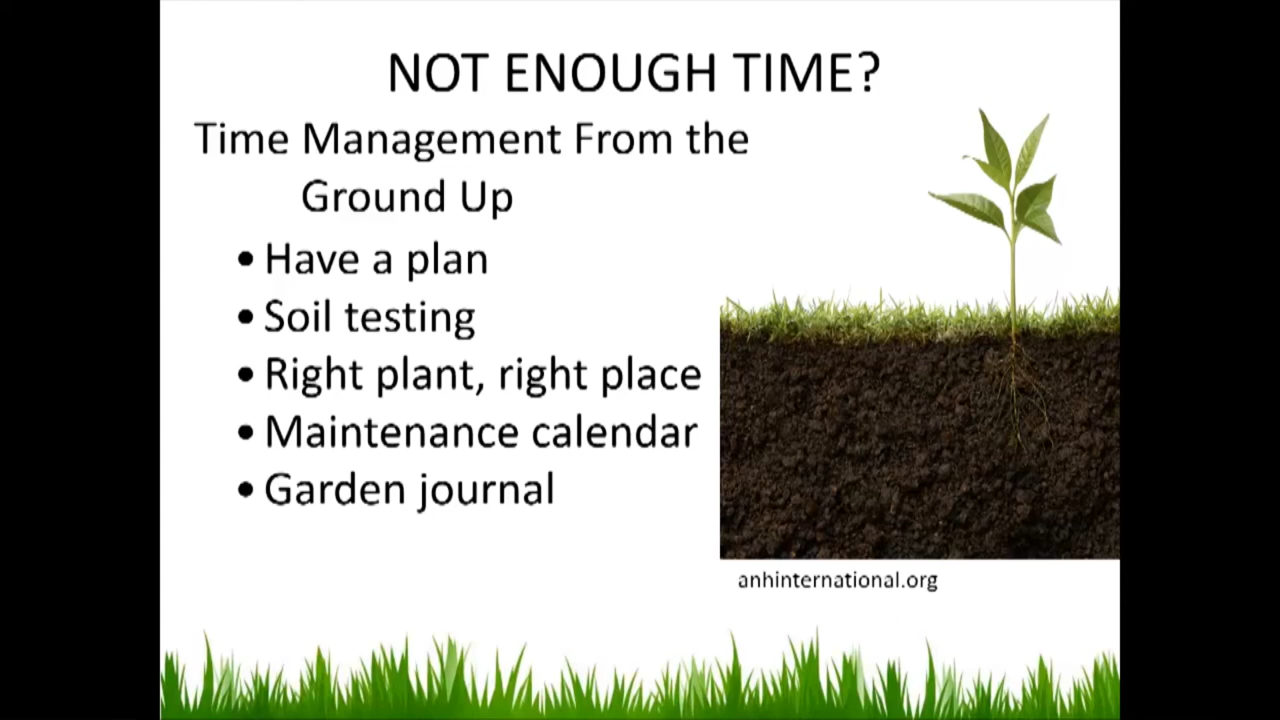 NOT ENOUGH TIME?
Time Management From the
Ground Up
• Have a plan
• Soil testing
• Right plant, right place
• Maintenance calendar
• Garden journal
anhinternational.org